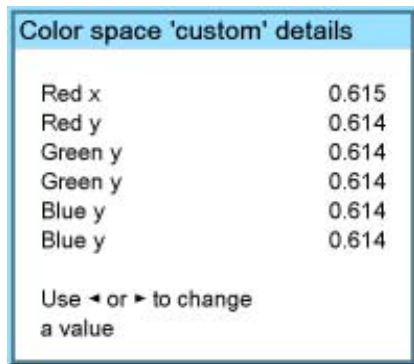 Color space 'custom' details
Red x 0.615
Red y 0.614
Green y 0.614
Green y 0.614
Blue y 0.614
Blue y 0.614
Use ◄ or ► to change
a value